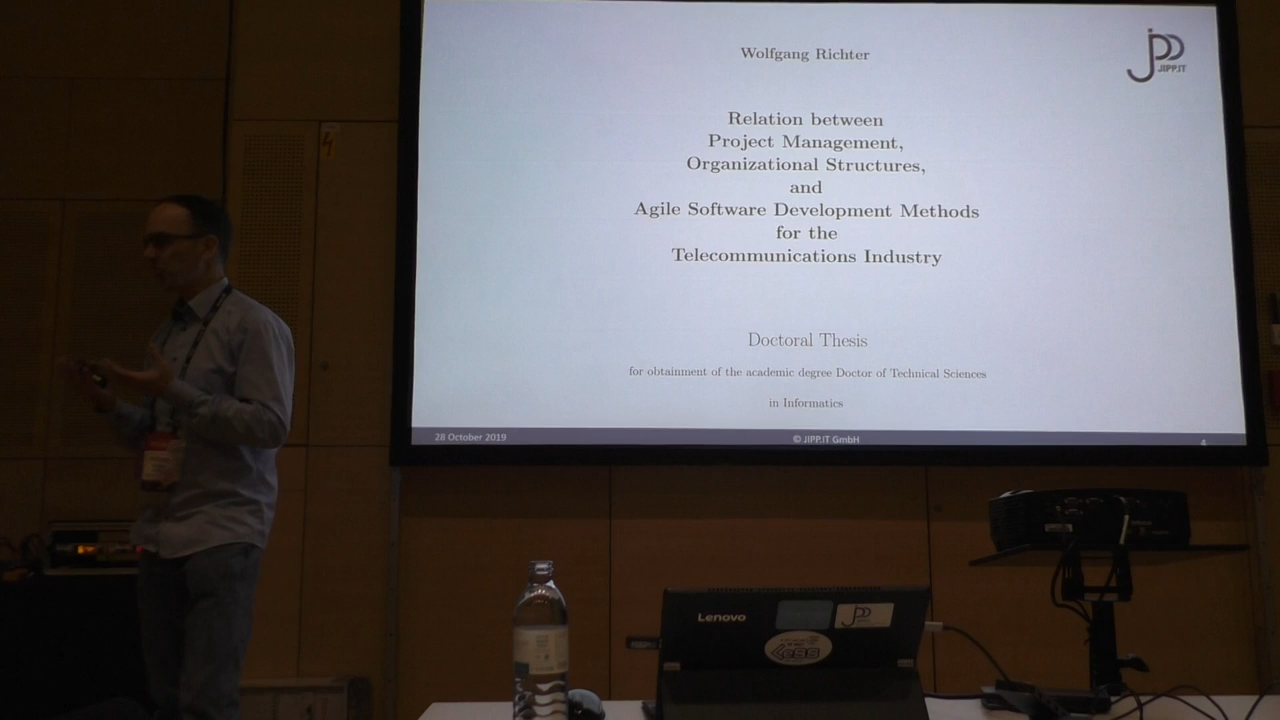 Wolfgang Richter
JIPP.IT
Relation between
Project Management,
Organizational Structures,
and
Agile Software Development Methods
for the
Telecommunications Industry
Doctoral Thesis
for obtainment of the academic degree Doctor of Technical Sciences
in Informatics
28 October 2019
© JIPP.IT GmbH
4
Lenovo